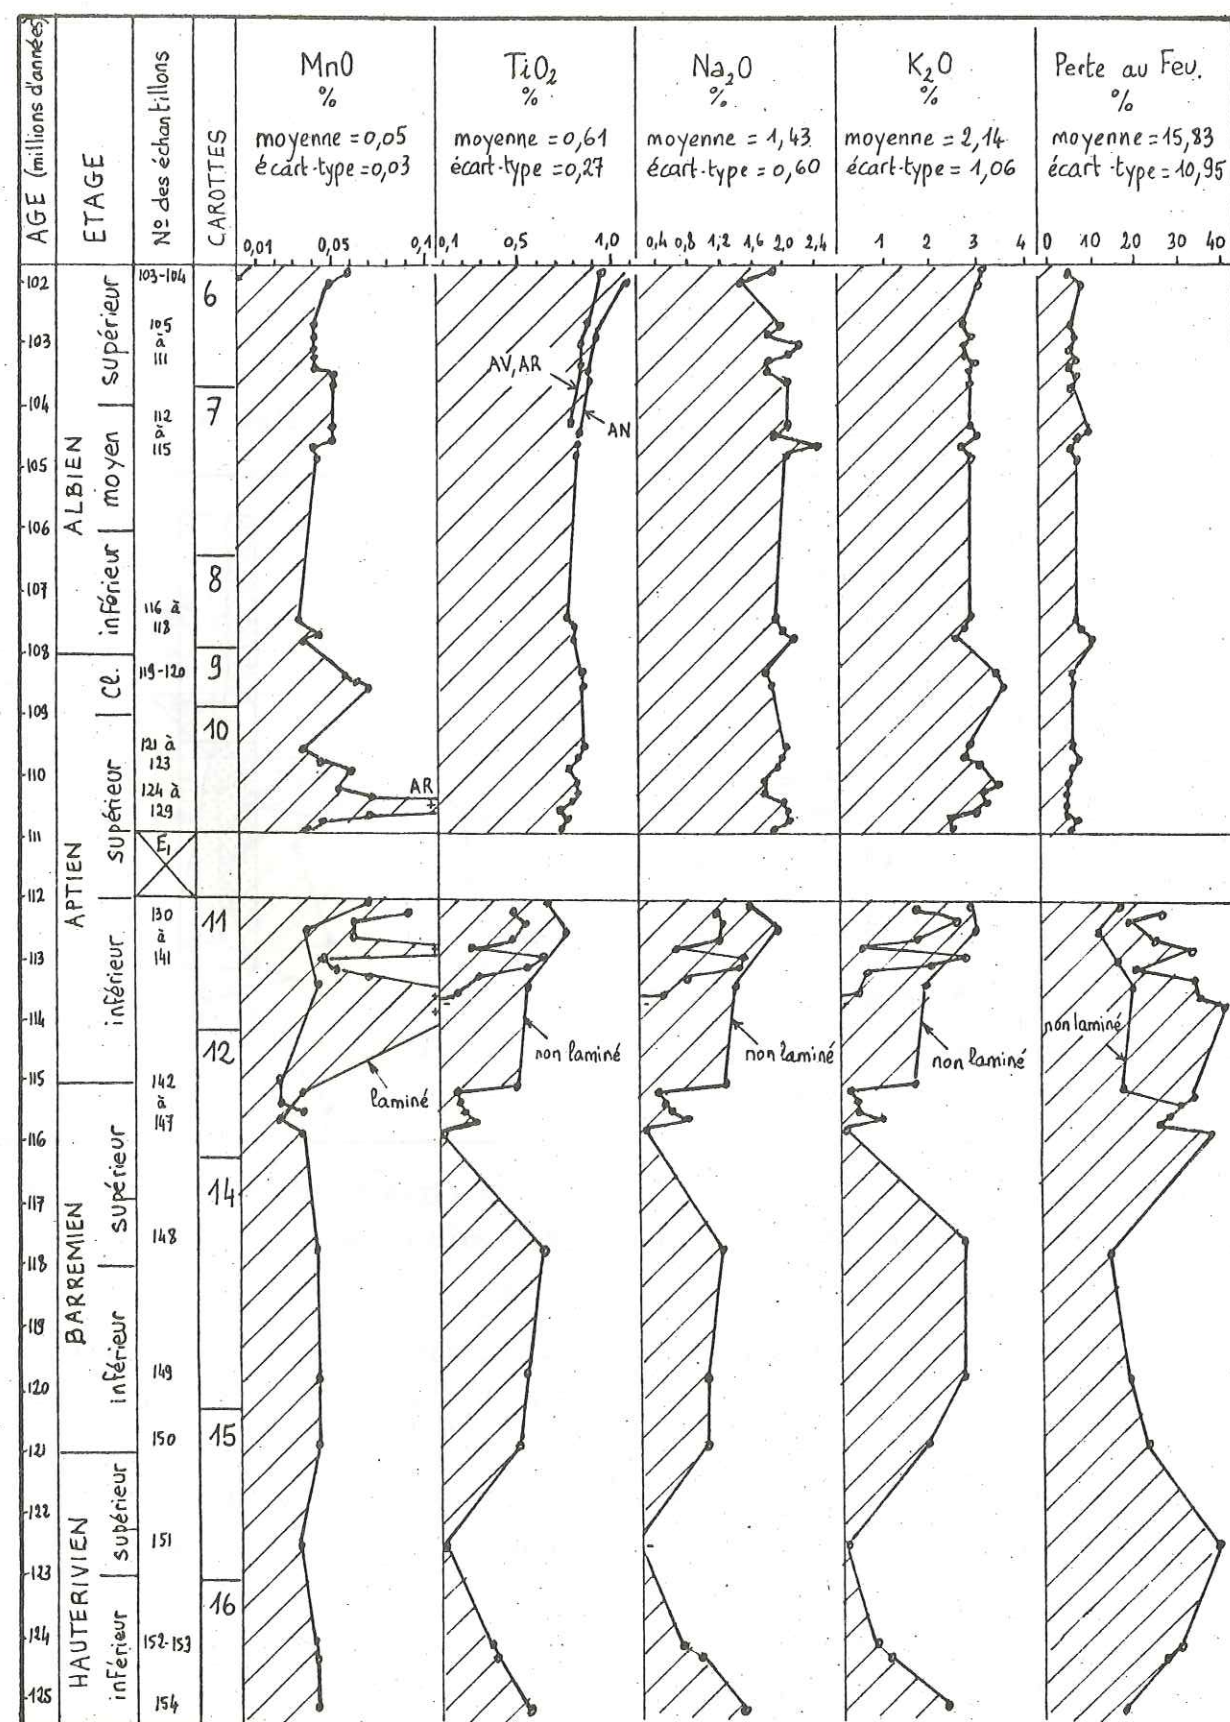 AGE (millions d'années)
ETAGE
Nº des échantillons
CAROTTES
MnO
%
moyenne = 0,05
écart-type = 0,03
0,01 0,05 0,1
TiO2
%
moyenne = 0,61
écart-type = 0,27
0,1 0,5 1,0
Na2O
%
moyenne = 1,43
écart-type = 0,60
0,4 0,8 1,2 1,6 2,0 2,4
K2O
%
moyenne = 2,14
écart-type = 1,06
1 2 3 4
Perte au Feu.
%
moyenne = 15,83
écart-type = 10,95
0 10 20 30 40
102
103
104
105
106
107
108
109
110
111
112
113
114
115
116
117
118
119
120
121
122
123
124
125
ALBIEN
supérieur
moyen
inférieur
APTIEN
Cl.
supérieur
inférieur
BARREMIEN
supérieur
inférieur
HAUTERIVIEN
supérieur
inférieur
103-104
105
à
111
112
à
115
116 à
118
119-120
121 à
123
124 à
129
E1
130
à
141
142
à
147
148
149
150
151
152-153
154
6
7
8
9
10
11
12
14
15
16
AR
+
+
+
laminé
AV, AR
AN
-
non laminé
-
non laminé
-
non laminé
non laminé